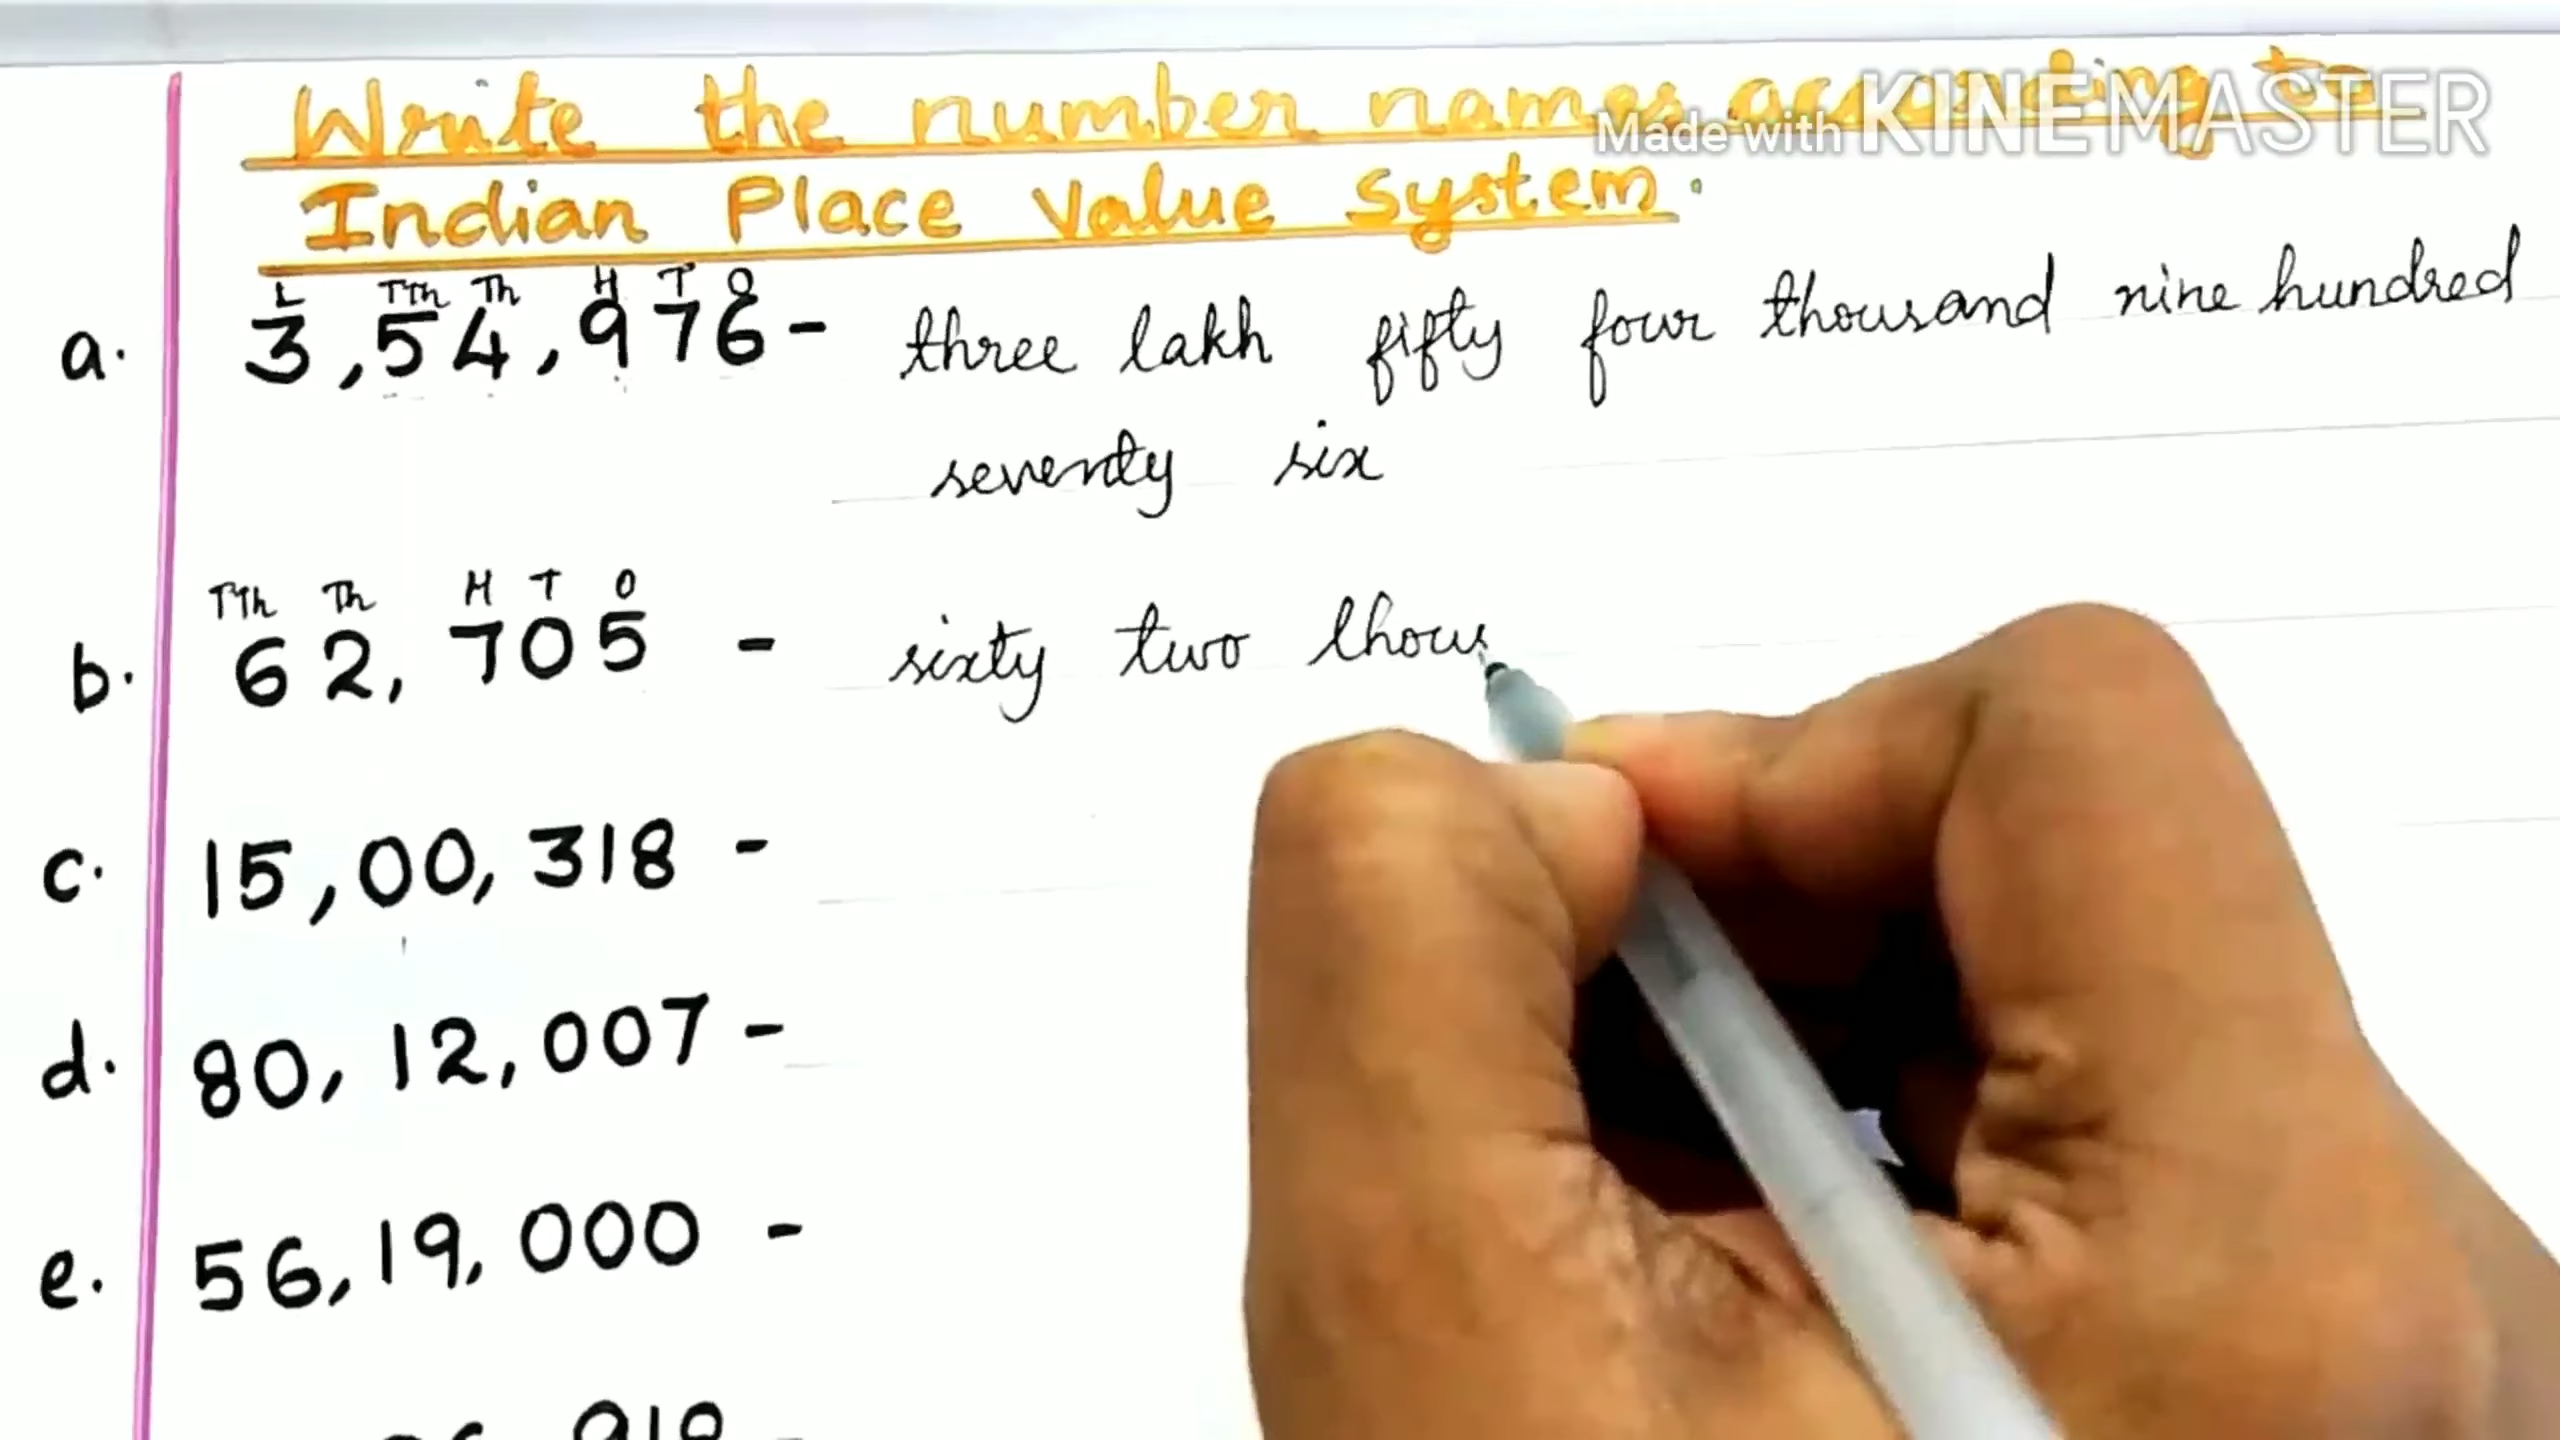 Write the number names according to
Made with KINEMASTER
Indian Place Value System.
L TTh Th H T O
a. 3,54,976 - three lakh fifty four thousand nine hundred
seventy six
TTh Th H T O
b. 62,705 - sixty two thous
c. 15,00,318 -
d. 80,12,007 -
e. 56,19,000 -